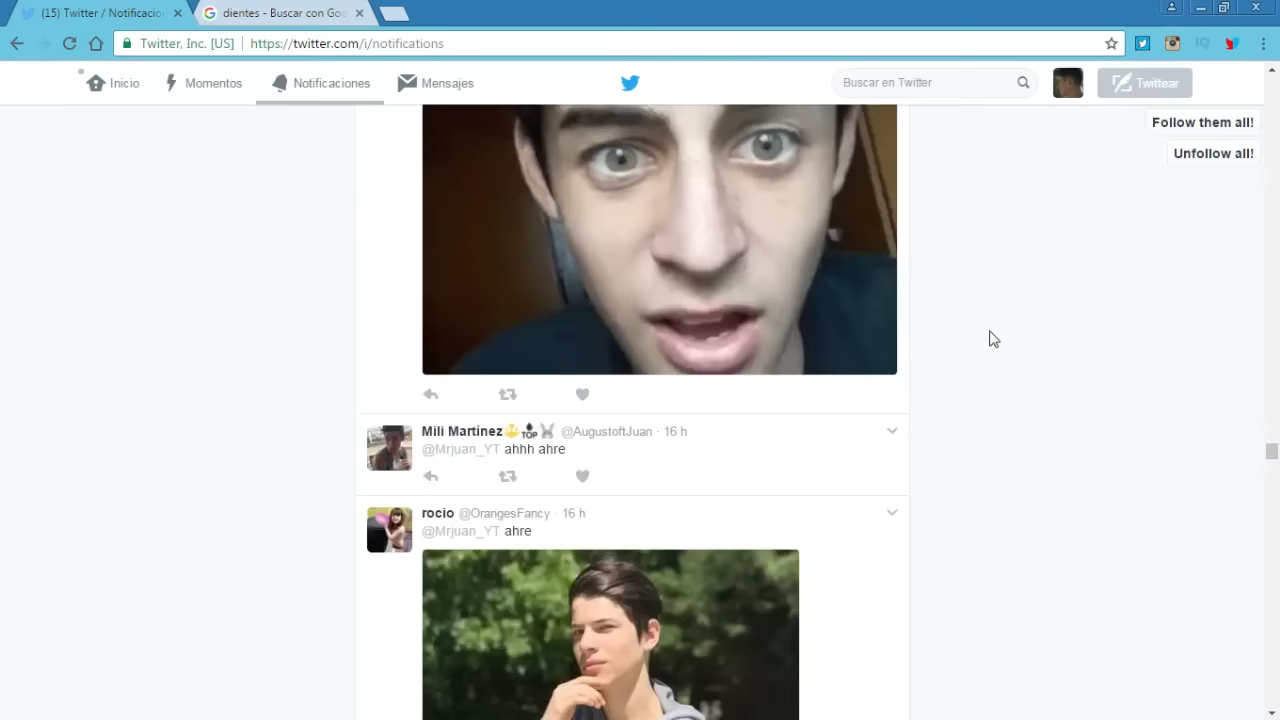 (15) Twitter / Notificacio
dientes - Buscar con Goo
Twitter, Inc. [US]
https://twitter.com/i/notifications
Inicio
Momentos
Notificaciones
Mensajes
Buscar en Twitter
Twittear
Follow them all!
Unfollow all!
Mili Martínez TOP @AugustoftJuan · 16 h
@Mrjuan_YT ahhh ahre
rocio @OrangesFancy · 16 h
@Mrjuan_YT ahre